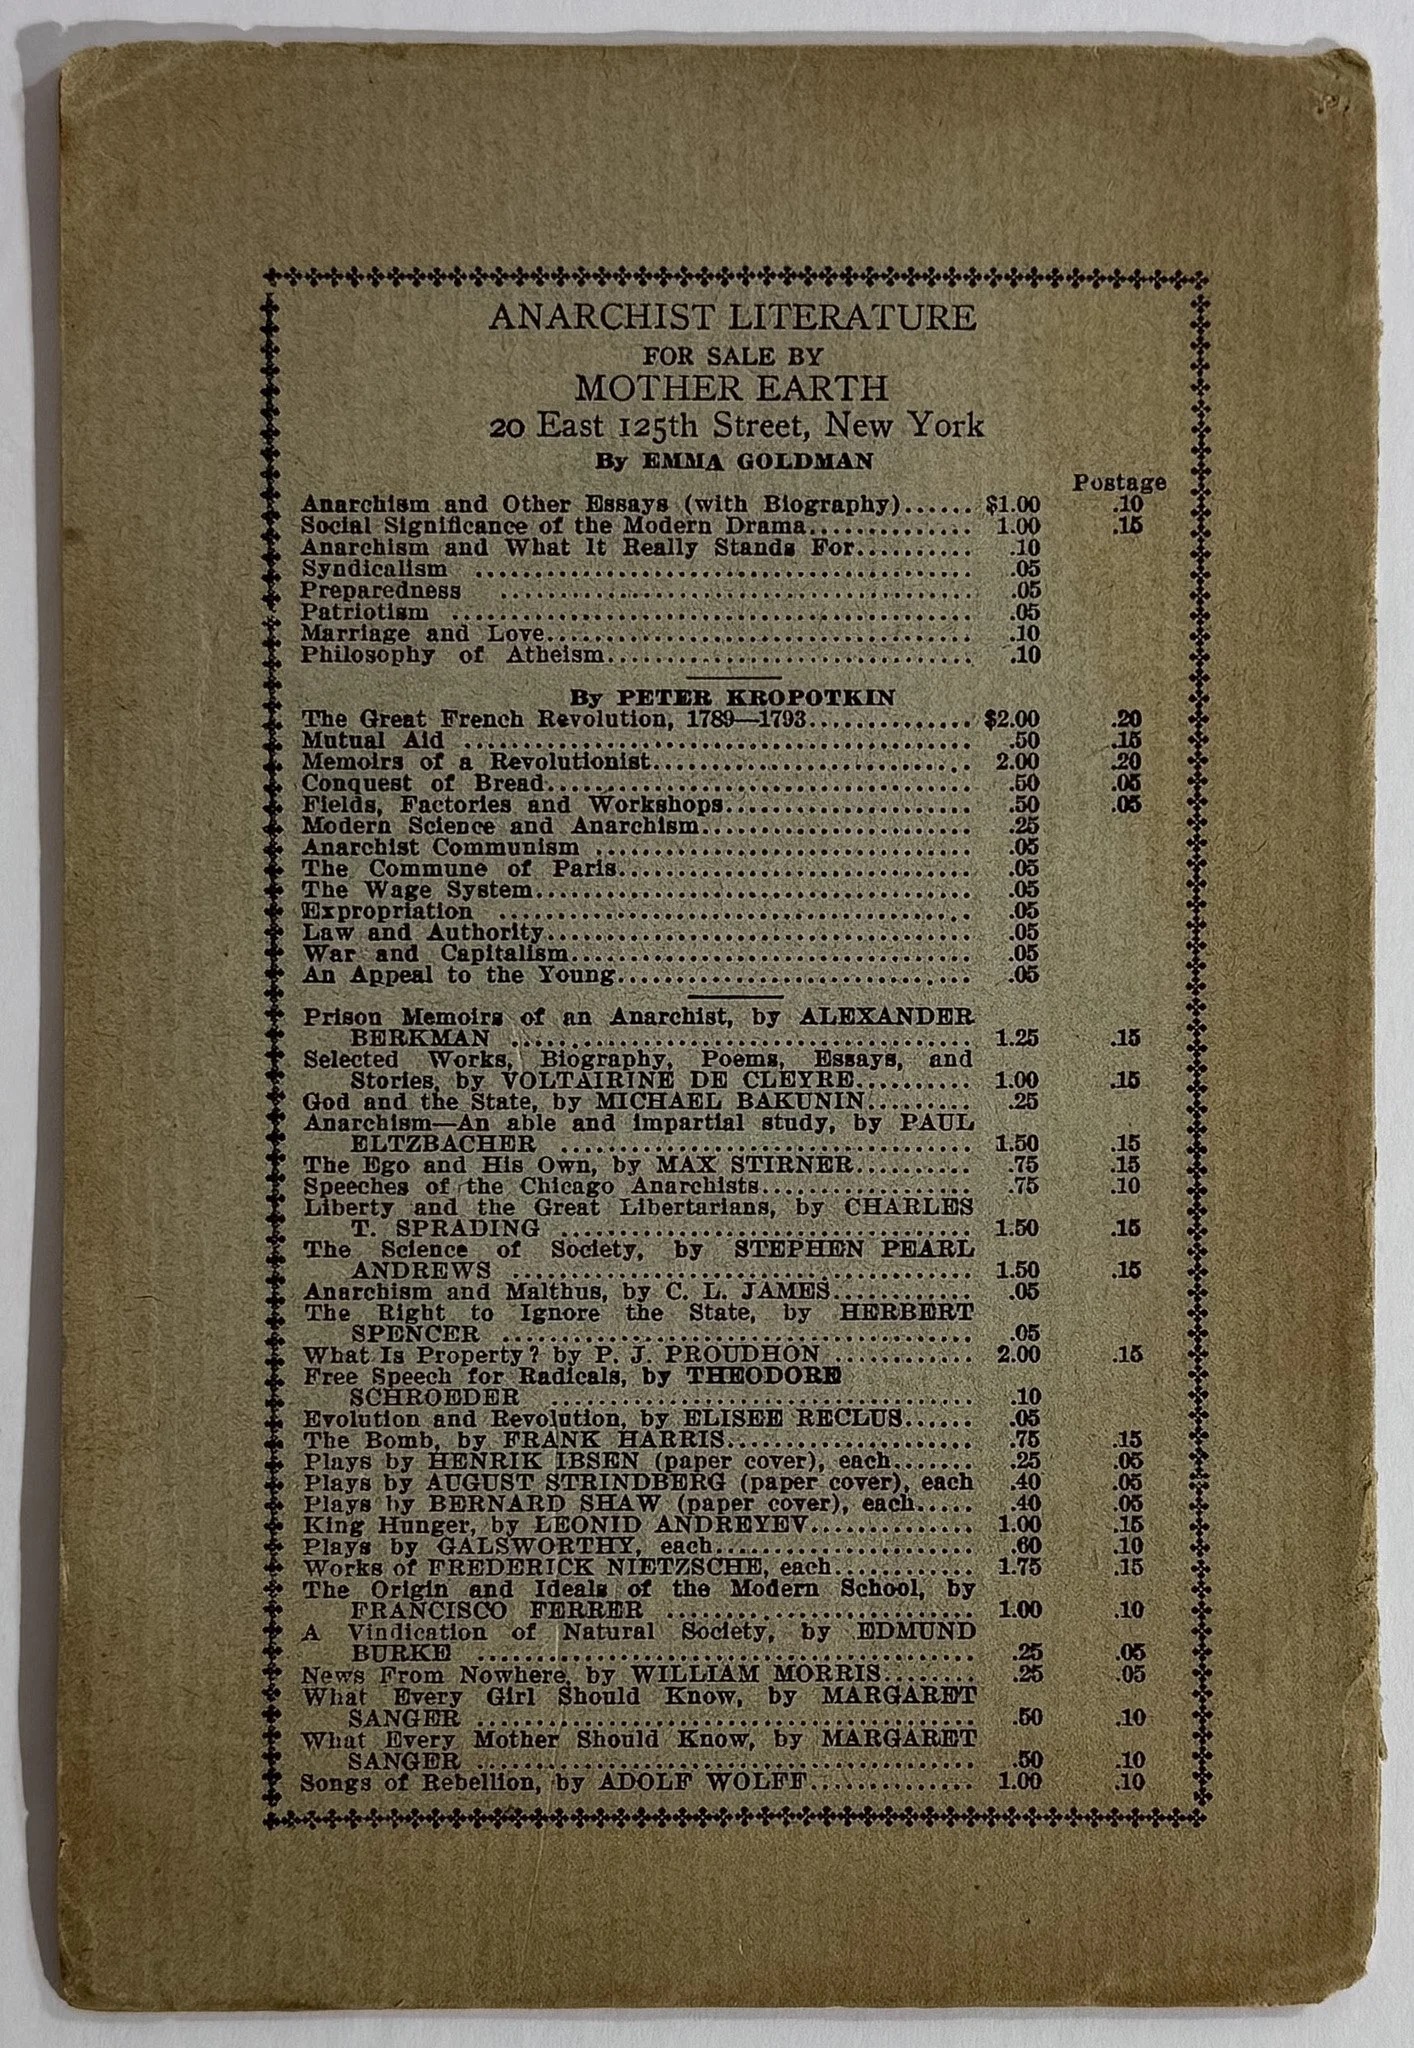 ANARCHIST LITERATURE
FOR SALE BY
MOTHER EARTH
20 East 125th Street, New York
By EMMA GOLDMAN
Postage
Anarchism and Other Essays (with Biography)...... $1.00 .10
Social Significance of the Modern Drama.............. 1.00 .15
Anarchism and What It Really Stands For.......... .10
Syndicalism .......................................... .05
Preparedness ........................................ .05
Patriotism ............................................ .05
Marriage and Love.................................... .10
Philosophy of Atheism............................... .10
By PETER KROPOTKIN
The Great French Revolution, 1789—1793.............. $2.00 .20
Mutual Aid ........................................... .50 .15
Memoirs of a Revolutionist........................... 2.00 .20
Conquest of Bread.................................... .50 .05
Fields, Factories and Workshops..................... .50 .05
Modern Science and Anarchism....................... .25
Anarchist Communism ................................ .05
The Commune of Paris.............................. .05
The Wage System..................................... .05
Expropriation ........................................ .05
Law and Authority.................................... .05
War and Capitalism.................................. .05
An Appeal to the Young.............................. .05
Prison Memoirs of an Anarchist, by ALEXANDER
BERKMAN ....................................... 1.25 .15
Selected Works, Biography, Poems, Essays, and
Stories, by VOLTAIRINE DE CLEYRE.......... 1.00 .15
God and the State, by MICHAEL BAKUNIN......... .25
Anarchism—An able and impartial study, by PAUL
ELTZBACHER ................................... 1.50 .15
The Ego and His Own, by MAX STIRNER.......... .75 .15
Speeches of the Chicago Anarchists.................. .75 .10
Liberty and the Great Libertarians, by CHARLES
T. SPRADING ................................... 1.50 .15
The Science of Society, by STEPHEN PEARL
ANDREWS ....................................... 1.50 .15
Anarchism and Malthus, by C. L. JAMES............ .05
The Right to Ignore the State, by HERBERT
SPENCER ........................................ .05
What Is Property? by P. J. PROUDHON ............ 2.00 .15
Free Speech for Radicals, by THEODORE
SCHROEDER .................................... .10
Evolution and Revolution, by ELISEE RECLUS...... .05
The Bomb, by FRANK HARRIS..................... .75 .15
Plays by HENRIK IBSEN (paper cover), each....... .25 .05
Plays by AUGUST STRINDBERG (paper cover), each .40 .05
Plays by BERNARD SHAW (paper cover), each..... .40 .05
King Hunger, by LEONID ANDREYEV.............. 1.00 .15
Plays by GALSWORTHY, each...................... .60 .10
Works of FREDERICK NIETZSCHE, each............ 1.75 .15
The Origin and Ideals of the Modern School, by
FRANCISCO FERRER .......................... 1.00 .10
A Vindication of Natural Society, by EDMUND
BURKE .......................................... .25 .05
News From Nowhere, by WILLIAM MORRIS........ .25 .05
What Every Girl Should Know, by MARGARET
SANGER .......................................... .50 .10
What Every Mother Should Know, by MARGARET
SANGER .......................................... .50 .10
Songs of Rebellion, by ADOLF WOLFF.............. 1.00 .10